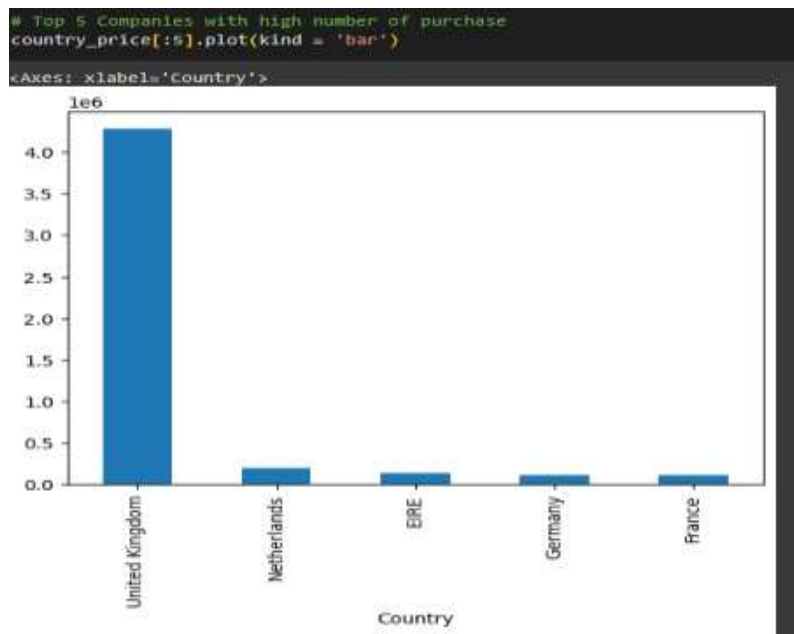 # Top 5 Companies with high number of purchase
country_price[:5].plot(kind = 'bar')
<Axes: xlabel='Country'>
1e6
4.0
3.5
3.0
2.5
2.0
1.5
1.0
0.5
0.0
United Kingdom
Netherlands
EIRE
Germany
France
Country